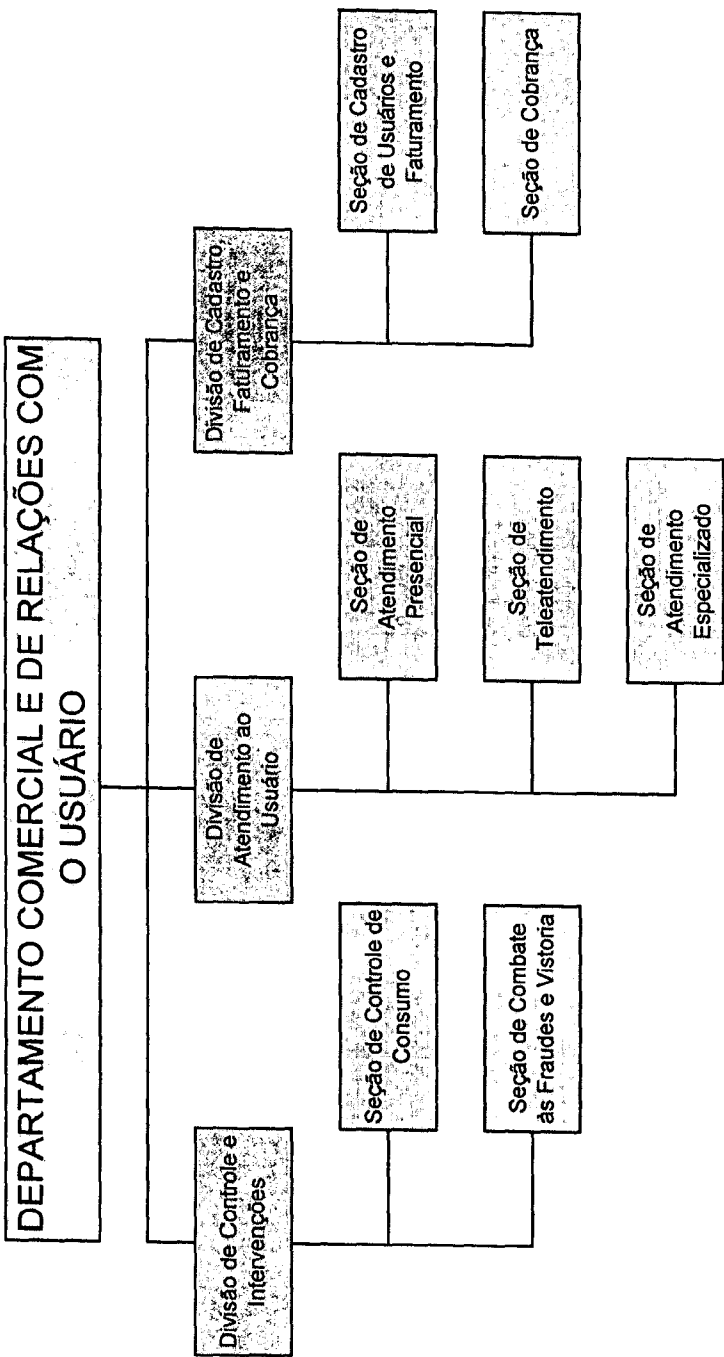 DEPARTAMENTO COMERCIAL E DE RELAÇÕES COM
O USUÁRIO
Divisão de Controle e
Intervenções
Seção de Controle de
Consumo
Seção de Combate
às Fraudes e Vistoria
Divisão de
Atendimento ao
Usuário
Seção de
Atendimento
Presencial
Seção de
Teleatendimento
Seção de
Atendimento
Especializado
Divisão de Cadastro,
Faturamento e
Cobrança
Seção de Cadastro
de Usuários e
Faturamento
Seção de Cobrança